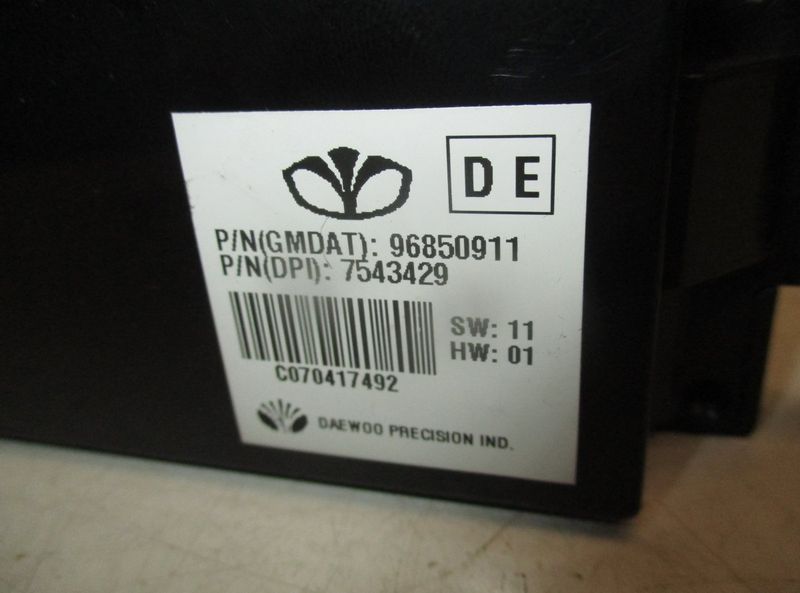 D E
P/N(GMDAT): 96850911
P/N(DPI): 7543429
SW: 11
HW: 01
C070417492
DAEWOO PRECISION IND.